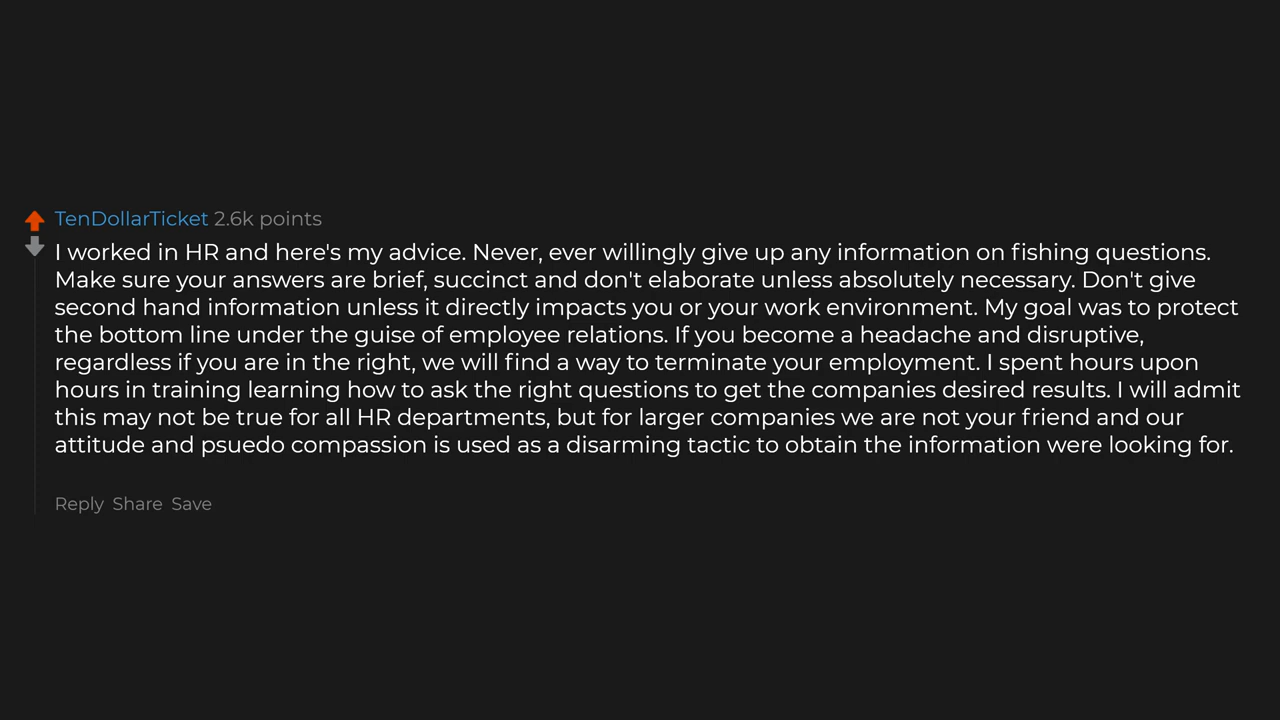 TenDollarTicket 2.6k points
I worked in HR and here's my advice. Never, ever willingly give up any information on fishing questions.
Make sure your answers are brief, succinct and don't elaborate unless absolutely necessary. Don't give
second hand information unless it directly impacts you or your work environment. My goal was to protect
the bottom line under the guise of employee relations. If you become a headache and disruptive,
regardless if you are in the right, we will find a way to terminate your employment. I spent hours upon
hours in training learning how to ask the right questions to get the companies desired results. I will admit
this may not be true for all HR departments, but for larger companies we are not your friend and our
attitude and psuedo compassion is used as a disarming tactic to obtain the information were looking for.
Reply Share Save